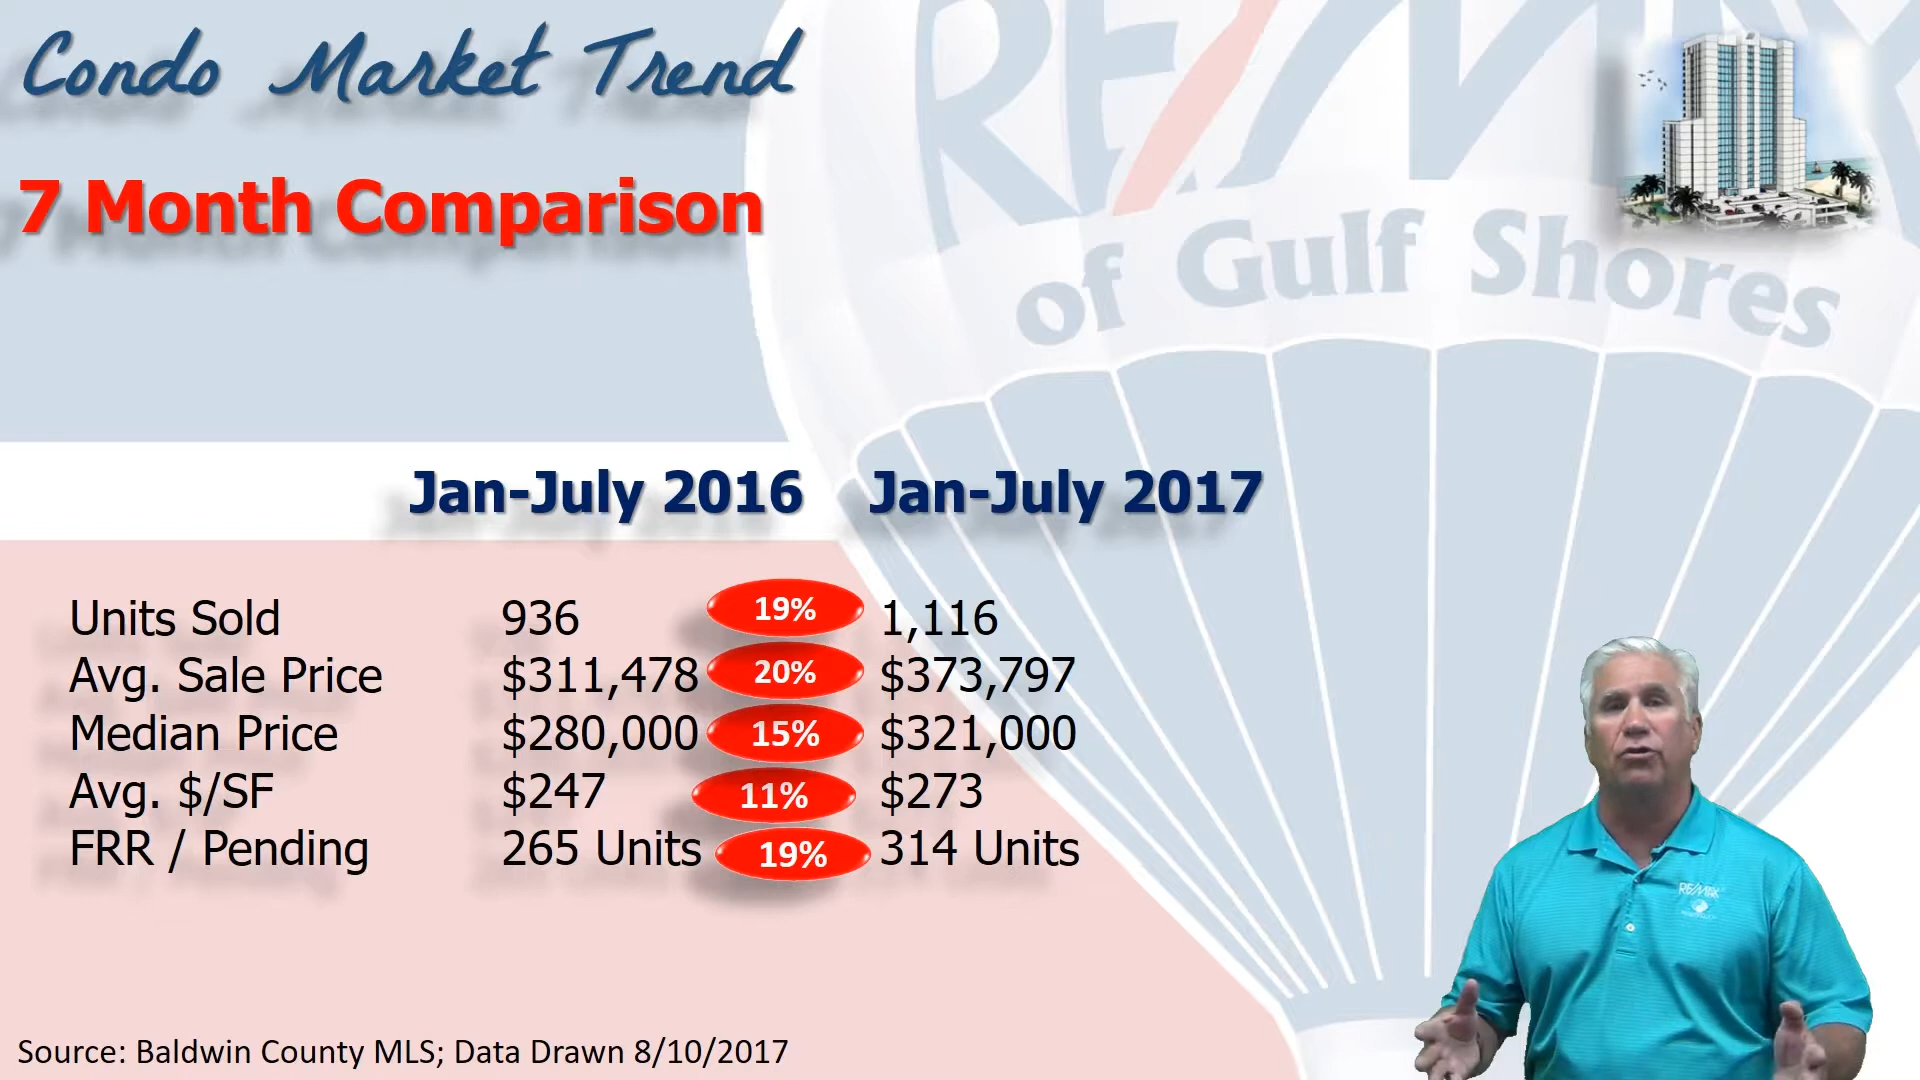 Condo Market Trend
RE/MAX
of Gulf Shores
7 Month Comparison
Jan-July 2016 Jan-July 2017
Units Sold 936 19% 1,116
Avg. Sale Price $311,478 20% $373,797
Median Price $280,000 15% $321,000
Avg. $/SF $247 11% $273
FRR / Pending 265 Units 19% 314 Units
RE/MAX
Source: Baldwin County MLS; Data Drawn 8/10/2017